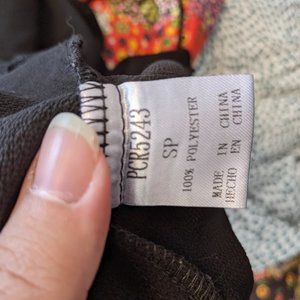 PCR5243
SP
100% POLYESTER
MADE IN CHINA
HECHO EN CHINA